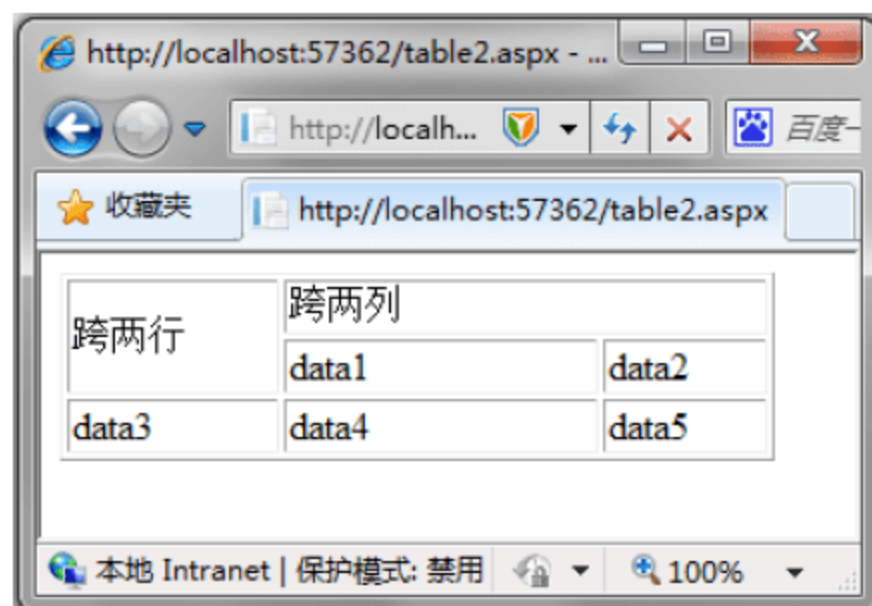 http://localhost:57362/table2.aspx - ...
http://localh...
百度一
收藏夹
http://localhost:57362/table2.aspx
跨两行
跨两列
data1
data2
data3
data4
data5
本地 Intranet | 保护模式: 禁用
100%